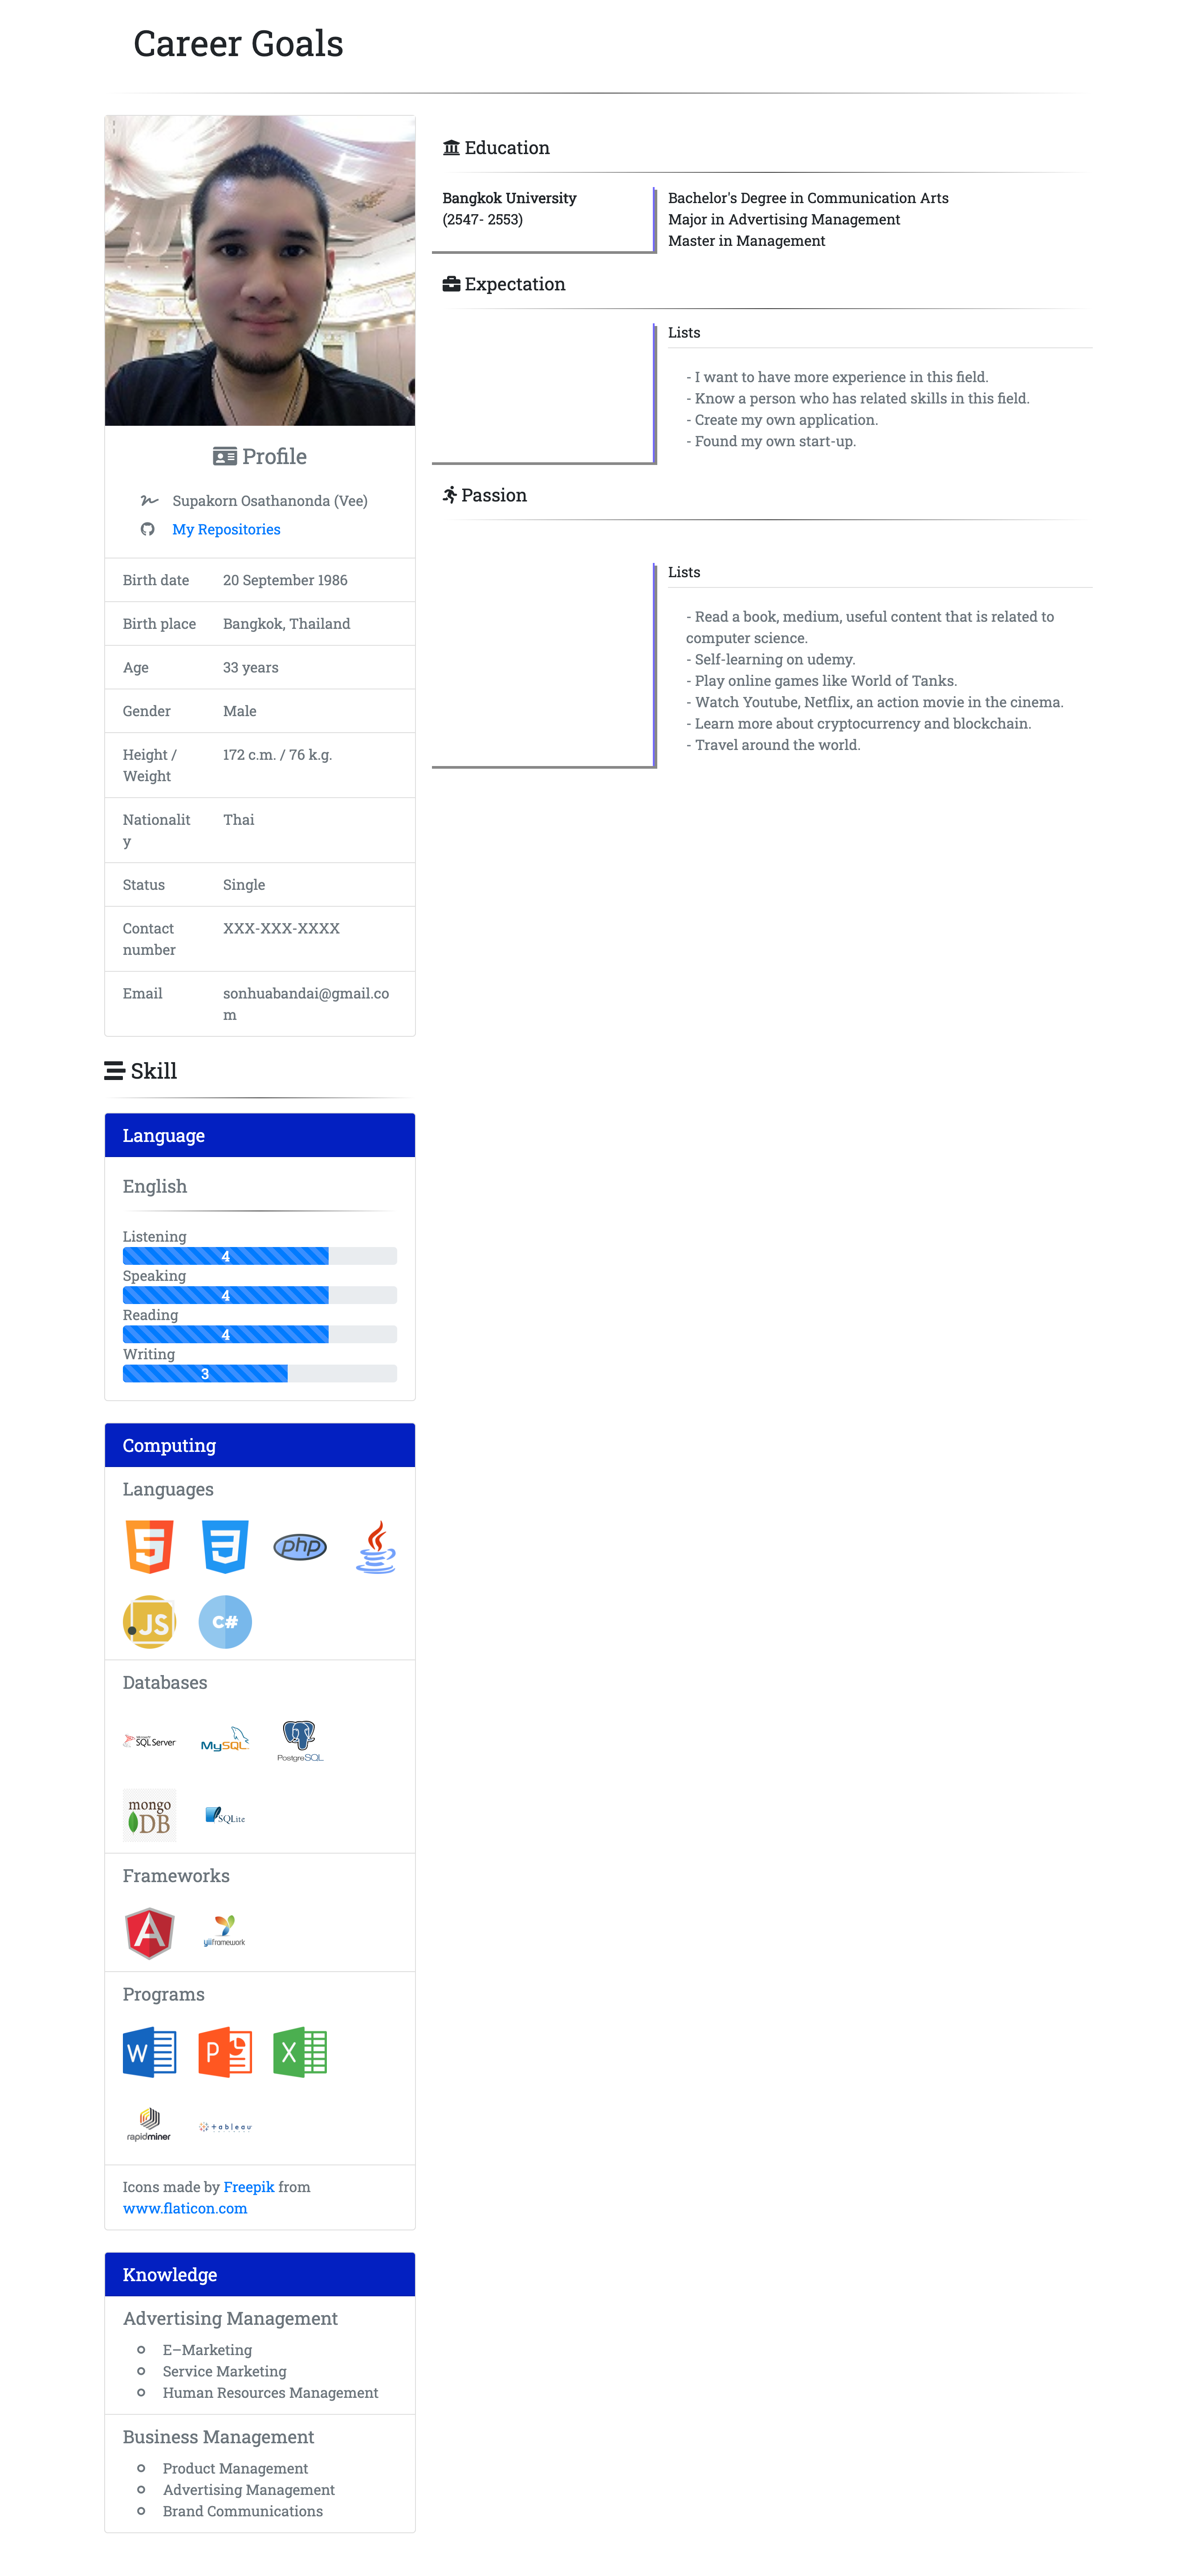 Career Goals
Profile
Supakorn Osathanonda (Vee)
My Repositories
Birth date 20 September 1986
Birth place Bangkok, Thailand
Age 33 years
Gender Male
Height / 172 c.m. / 76 k.g.
Weight
Nationalit Thai
y
Status Single
Contact XXX-XXX-XXXX
number
Email sonhuabandai@gmail.co
m
Skill
Language
English
Listening
4
Speaking
4
Reading
4
Writing
3
Computing
Languages
5 3 php
JS C#
Databases
SQL Server MySQL PostgreSQL
mongo
DB SQLite
Frameworks
A yiiframework
Programs
W P X
rapidminer +ableau
Icons made by Freepik from
www.flaticon.com
Knowledge
Advertising Management
E–Marketing
Service Marketing
Human Resources Management
Business Management
Product Management
Advertising Management
Brand Communications
Education
Bangkok University
(2547- 2553)
Bachelor's Degree in Communication Arts
Major in Advertising Management
Master in Management
Expectation
Lists
- I want to have more experience in this field.
- Know a person who has related skills in this field.
- Create my own application.
- Found my own start-up.
Passion
Lists
- Read a book, medium, useful content that is related to
computer science.
- Self-learning on udemy.
- Play online games like World of Tanks.
- Watch Youtube, Netflix, an action movie in the cinema.
- Learn more about cryptocurrency and blockchain.
- Travel around the world.